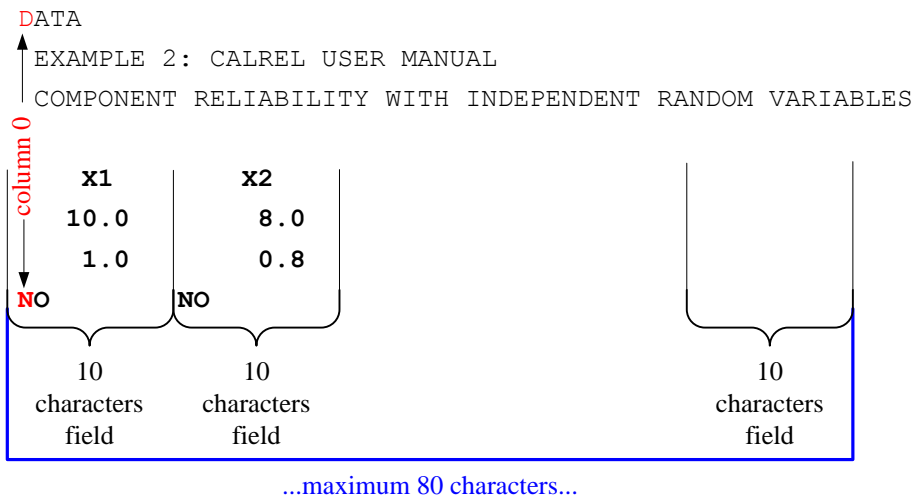 DATA
EXAMPLE 2: CALREL USER MANUAL
COMPONENT RELIABILITY WITH INDEPENDENT RANDOM VARIABLES
column 0
X1 X2
10.0 8.0
1.0 0.8
NO NO
10 10 10
characters characters characters
field field field
...maximum 80 characters...